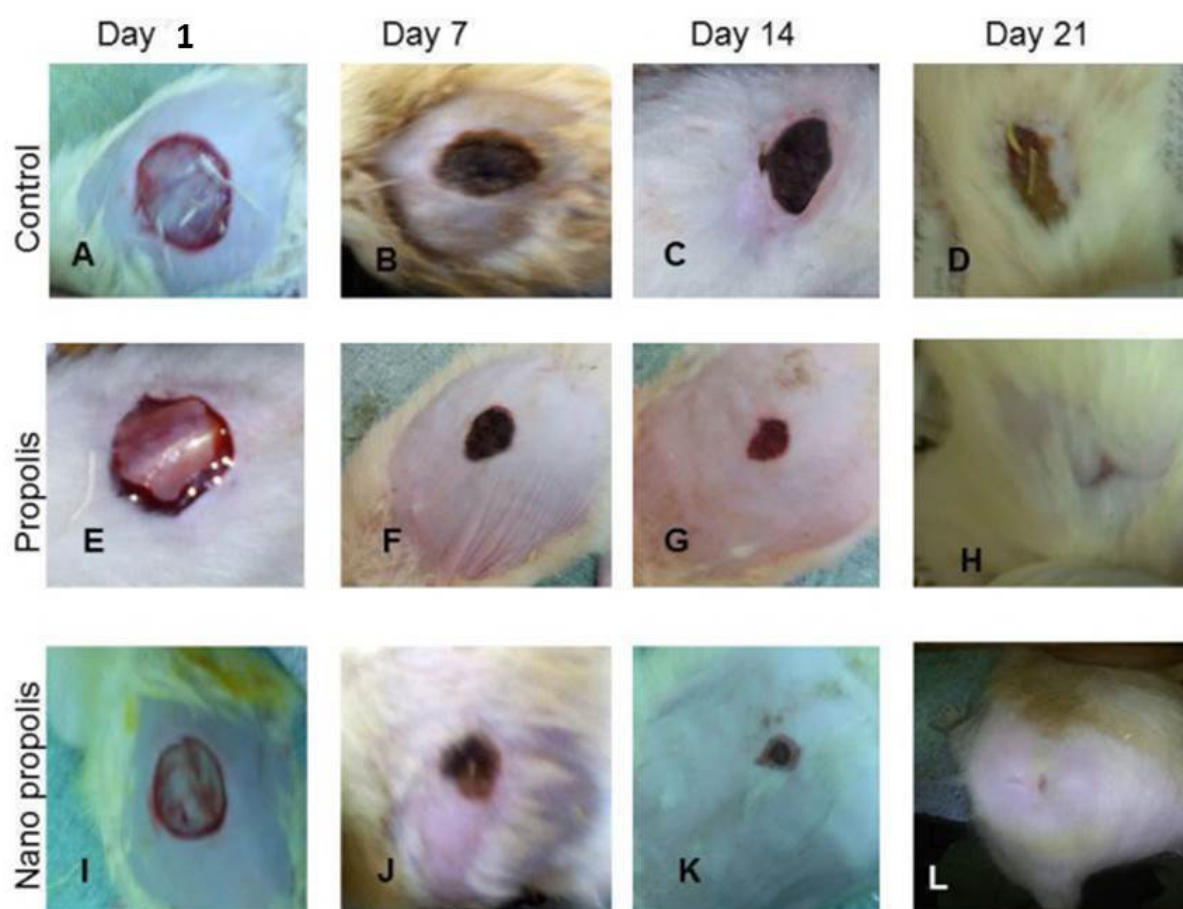 Day 1 Day 7 Day 14 Day 21
Control
A B C D
Propolis
E F G H
Nano propolis
I J K L